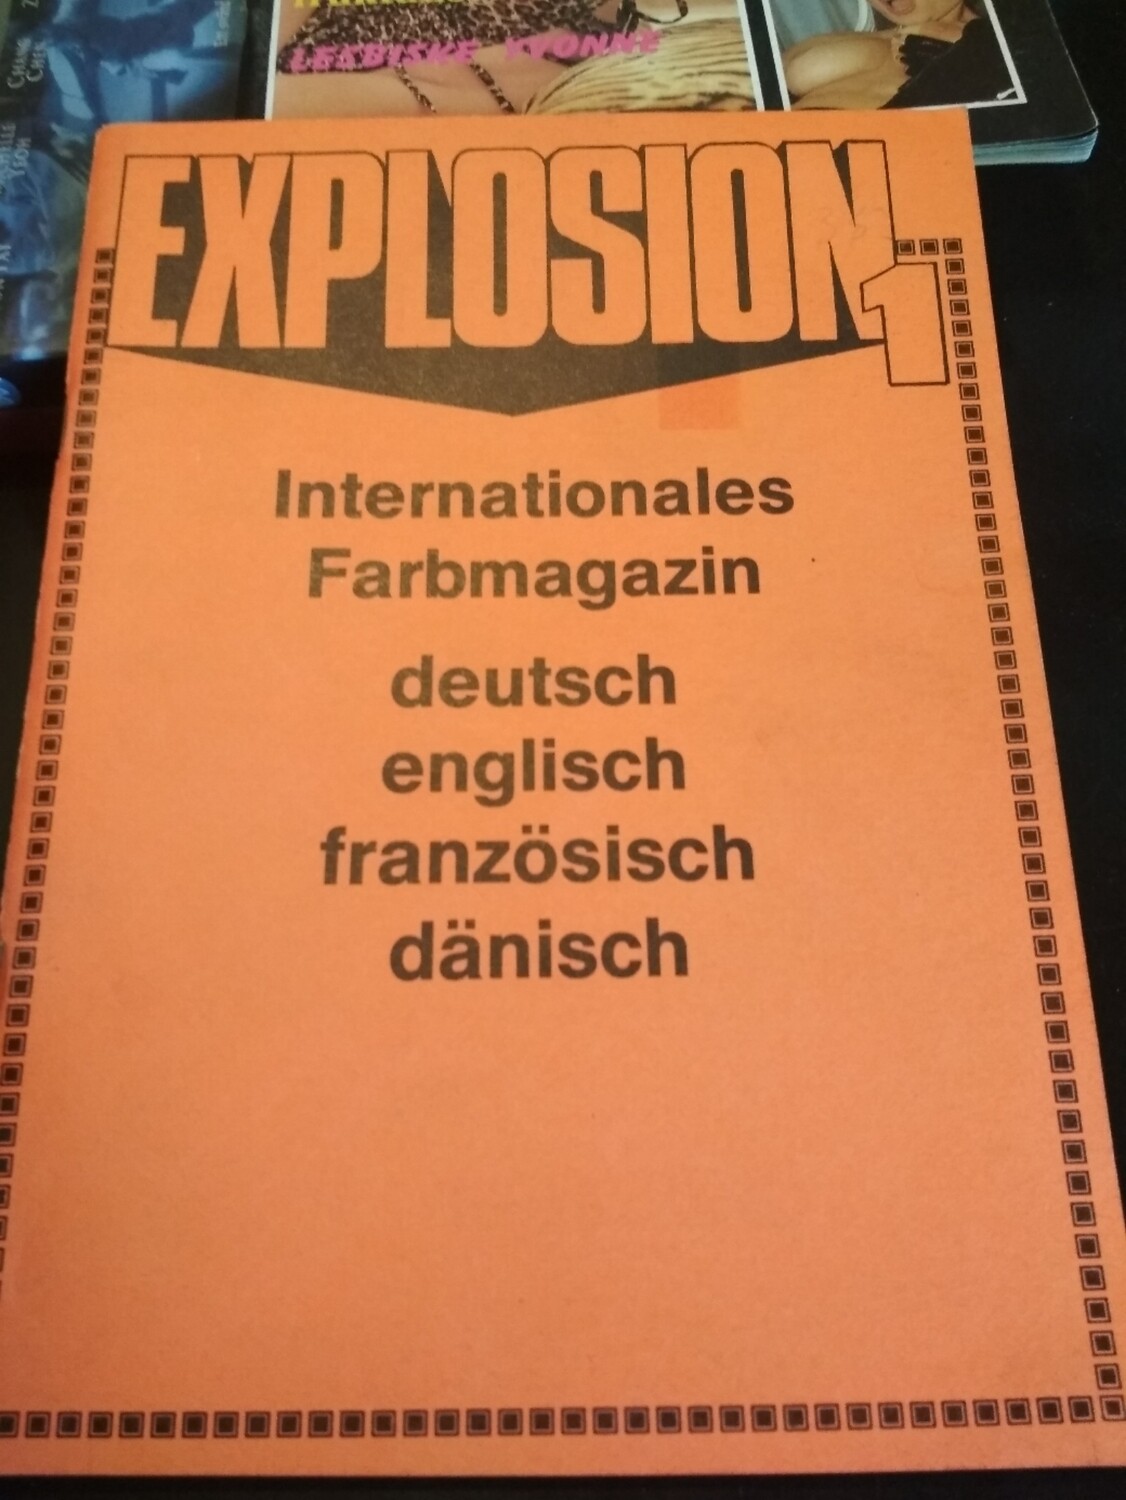 LESBISKE YVONNE
EXPLOSION
1
Internationales
Farbmagazin
deutsch
englisch
französisch
dänisch